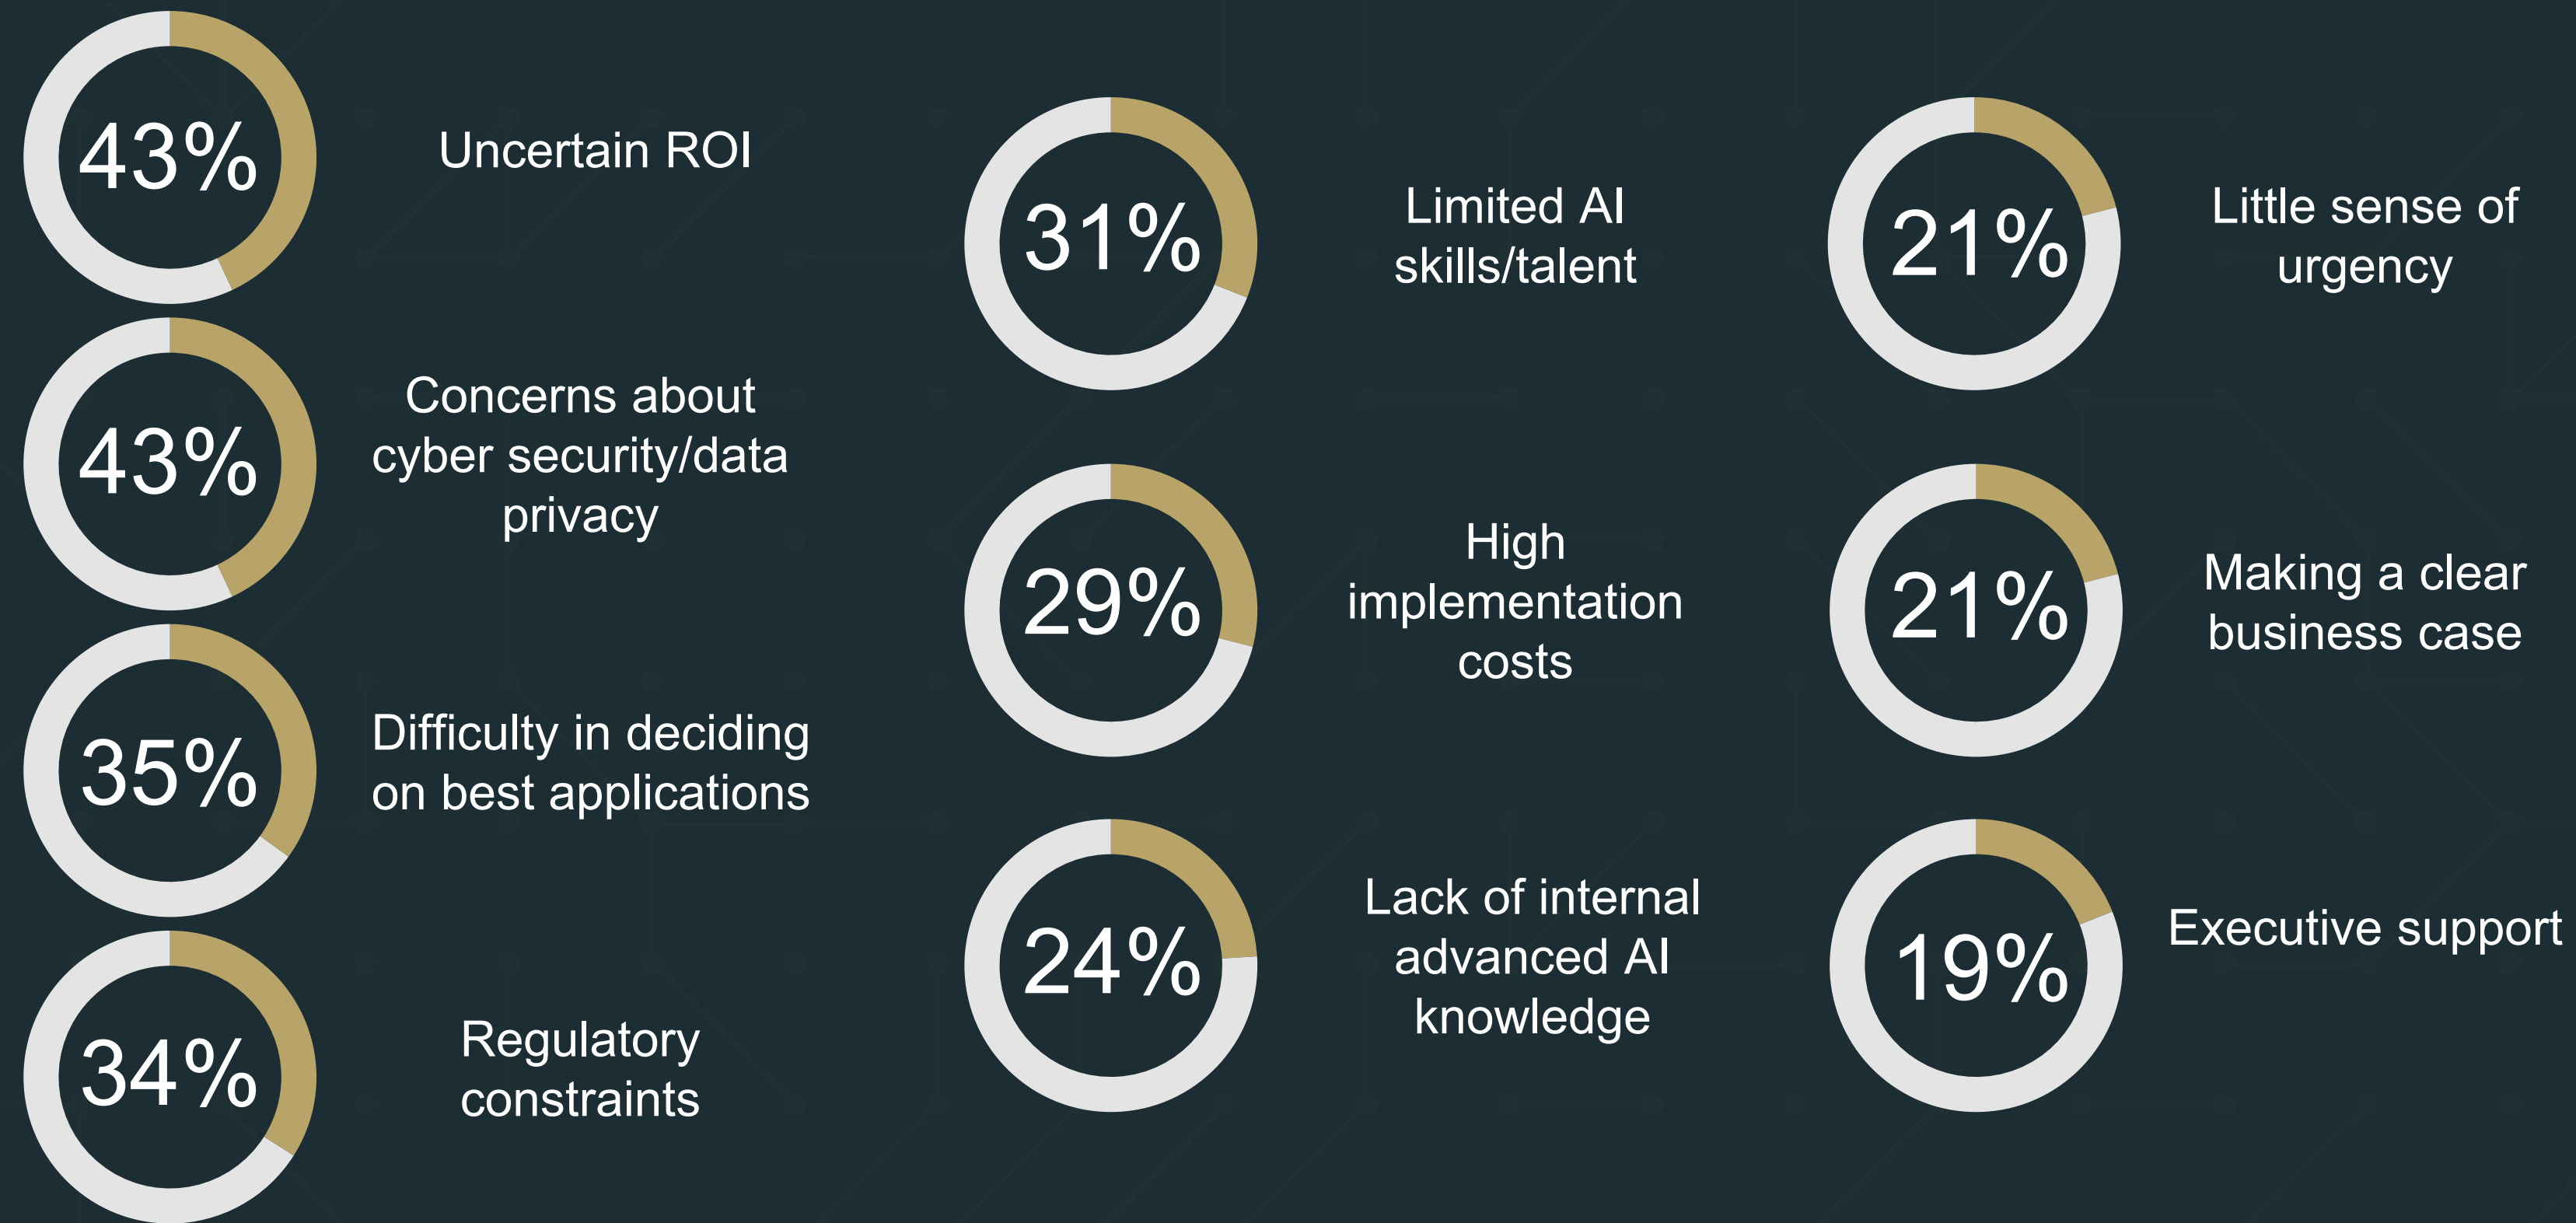 43%
Uncertain ROI
43%
Concerns about
cyber security/data
privacy
35%
Difficulty in deciding
on best applications
34%
Regulatory
constraints
31%
Limited AI
skills/talent
29%
High
implementation
costs
24%
Lack of internal
advanced AI
knowledge
21%
Little sense of
urgency
21%
Making a clear
business case
19%
Executive support